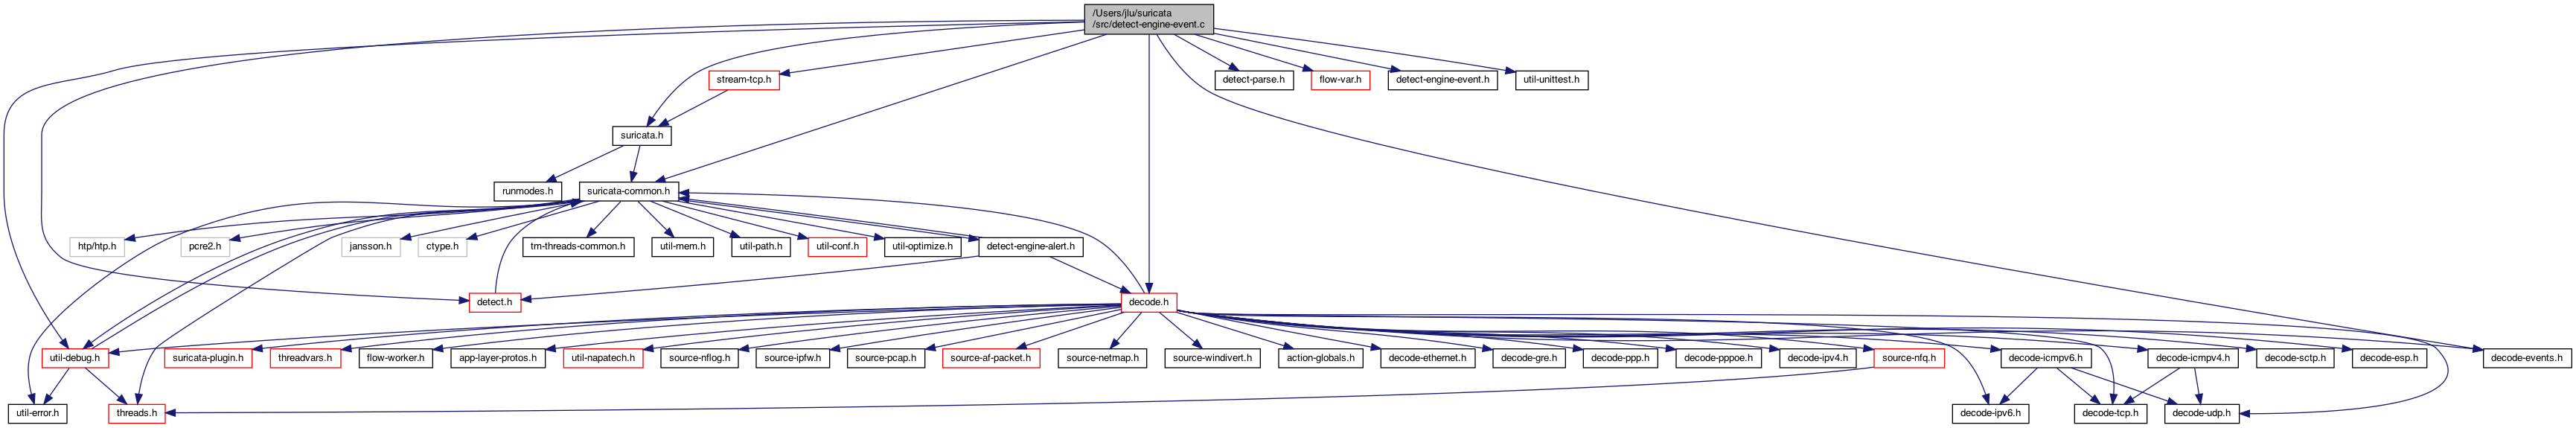 /Users/jlu/suricata
/src/detect-engine-event.c
stream-tcp.h
detect-parse.h
flow-var.h
detect-engine-event.h
util-unittest.h
suricata.h
runmodes.h
suricata-common.h
htp/htp.h
pcre2.h
jansson.h
ctype.h
tm-threads-common.h
util-mem.h
util-path.h
util-conf.h
util-optimize.h
detect-engine-alert.h
detect.h
decode.h
util-debug.h
suricata-plugin.h
threadvars.h
flow-worker.h
app-layer-protos.h
util-napatech.h
source-nflog.h
source-ipfw.h
source-pcap.h
source-af-packet.h
source-netmap.h
source-windivert.h
action-globals.h
decode-ethernet.h
decode-gre.h
decode-ppp.h
decode-pppoe.h
decode-ipv4.h
source-nfq.h
decode-icmpv6.h
decode-icmpv4.h
decode-sctp.h
decode-esp.h
decode-events.h
util-error.h
threads.h
decode-ipv6.h
decode-tcp.h
decode-udp.h